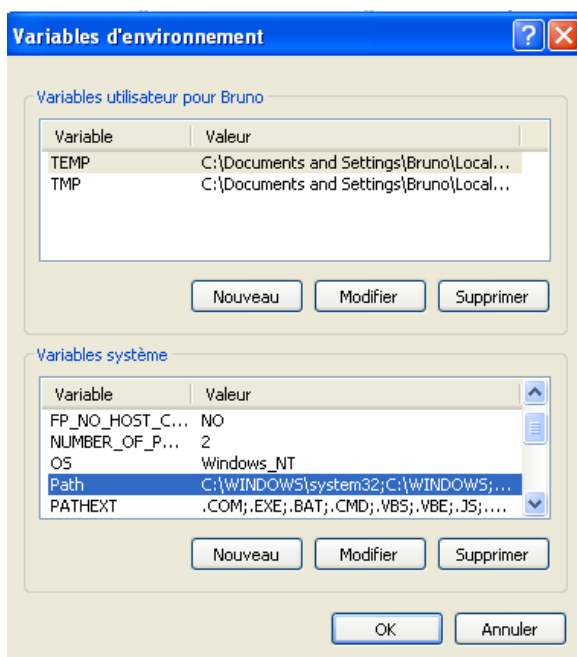 Variables d'environnement
Variables utilisateur pour Bruno
Variable Valeur
TEMP C:\Documents and Settings\Bruno\Local...
TMP C:\Documents and Settings\Bruno\Local...
Nouveau Modifier Supprimer
Variables système
Variable Valeur
FP_NO_HOST_C... NO
NUMBER_OF_P... 2
OS Windows_NT
Path C:\WINDOWS\system32;C:\WINDOWS;...
PATHEXT .COM;.EXE;.BAT;.CMD;.VBS;.VBE;.JS;....
Nouveau Modifier Supprimer
OK Annuler